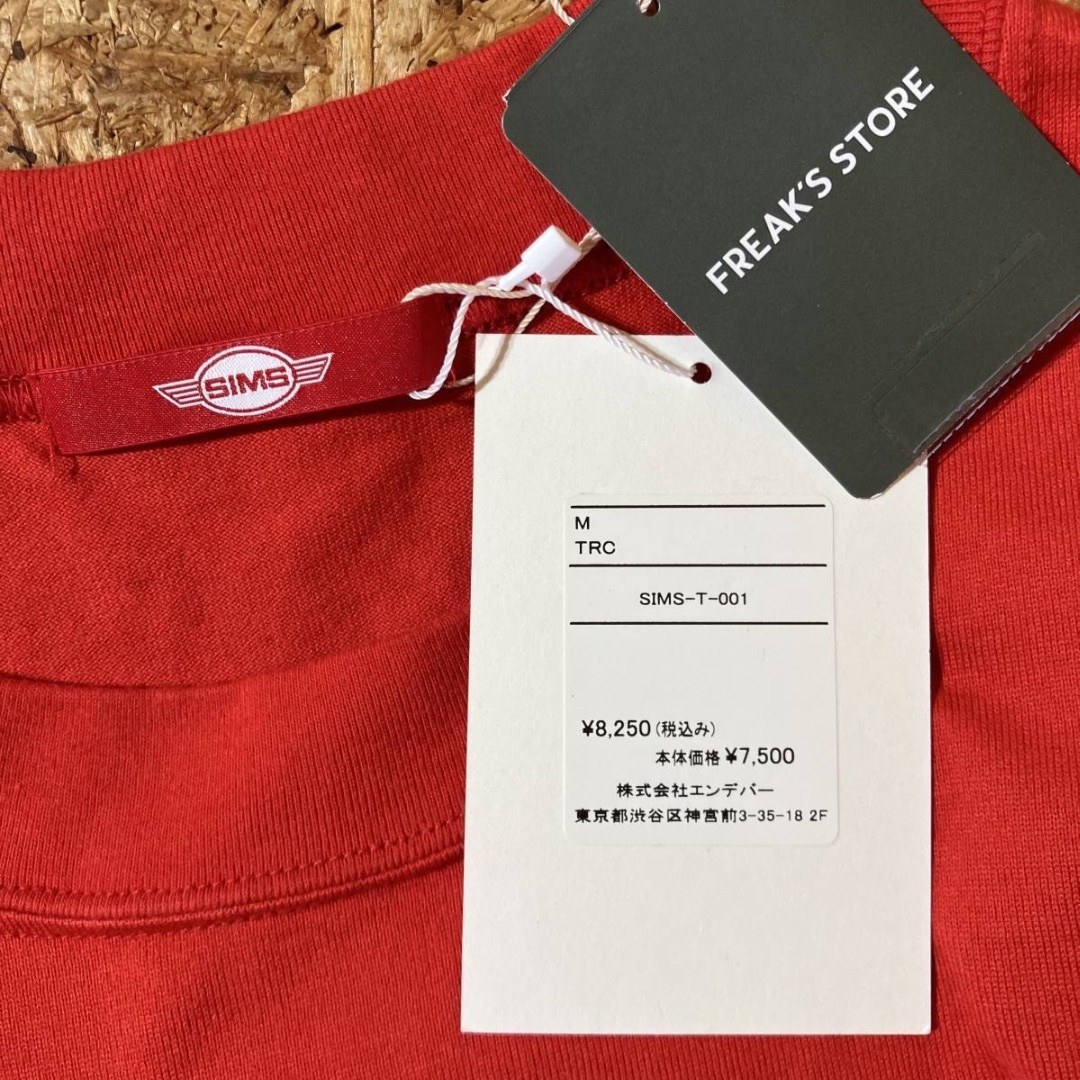 FREAK'S STORE
SIMS
M
TRC
SIMS-T-001
¥8,250(税込み)
本体価格 ¥7,500
株式会社エンデバー
東京都渋谷区神宮前3-35-18 2F